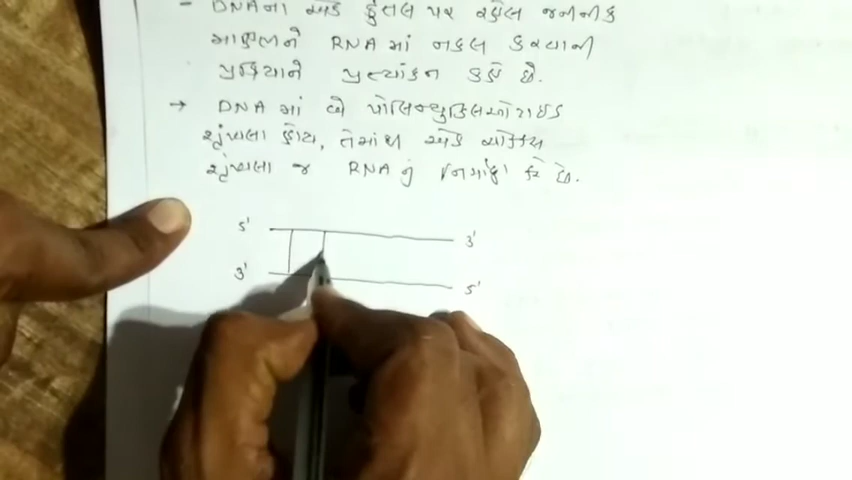 - DNAના એક કુંતલ પર રહેલ જનીનીક
માહિતીને RNA માં નકલ કરવાની
પ્રક્રિયાને પ્રત્યાંકન કહે છે.
→ DNA માં બે પોલિન્યુક્લિઓટાઇડ
શૃંખલા હોય, તેમાંથી એક યોગ્ય
શૃંખલા જ RNA નું નિર્માણ કરે છે.
5' 3'
3' 5'